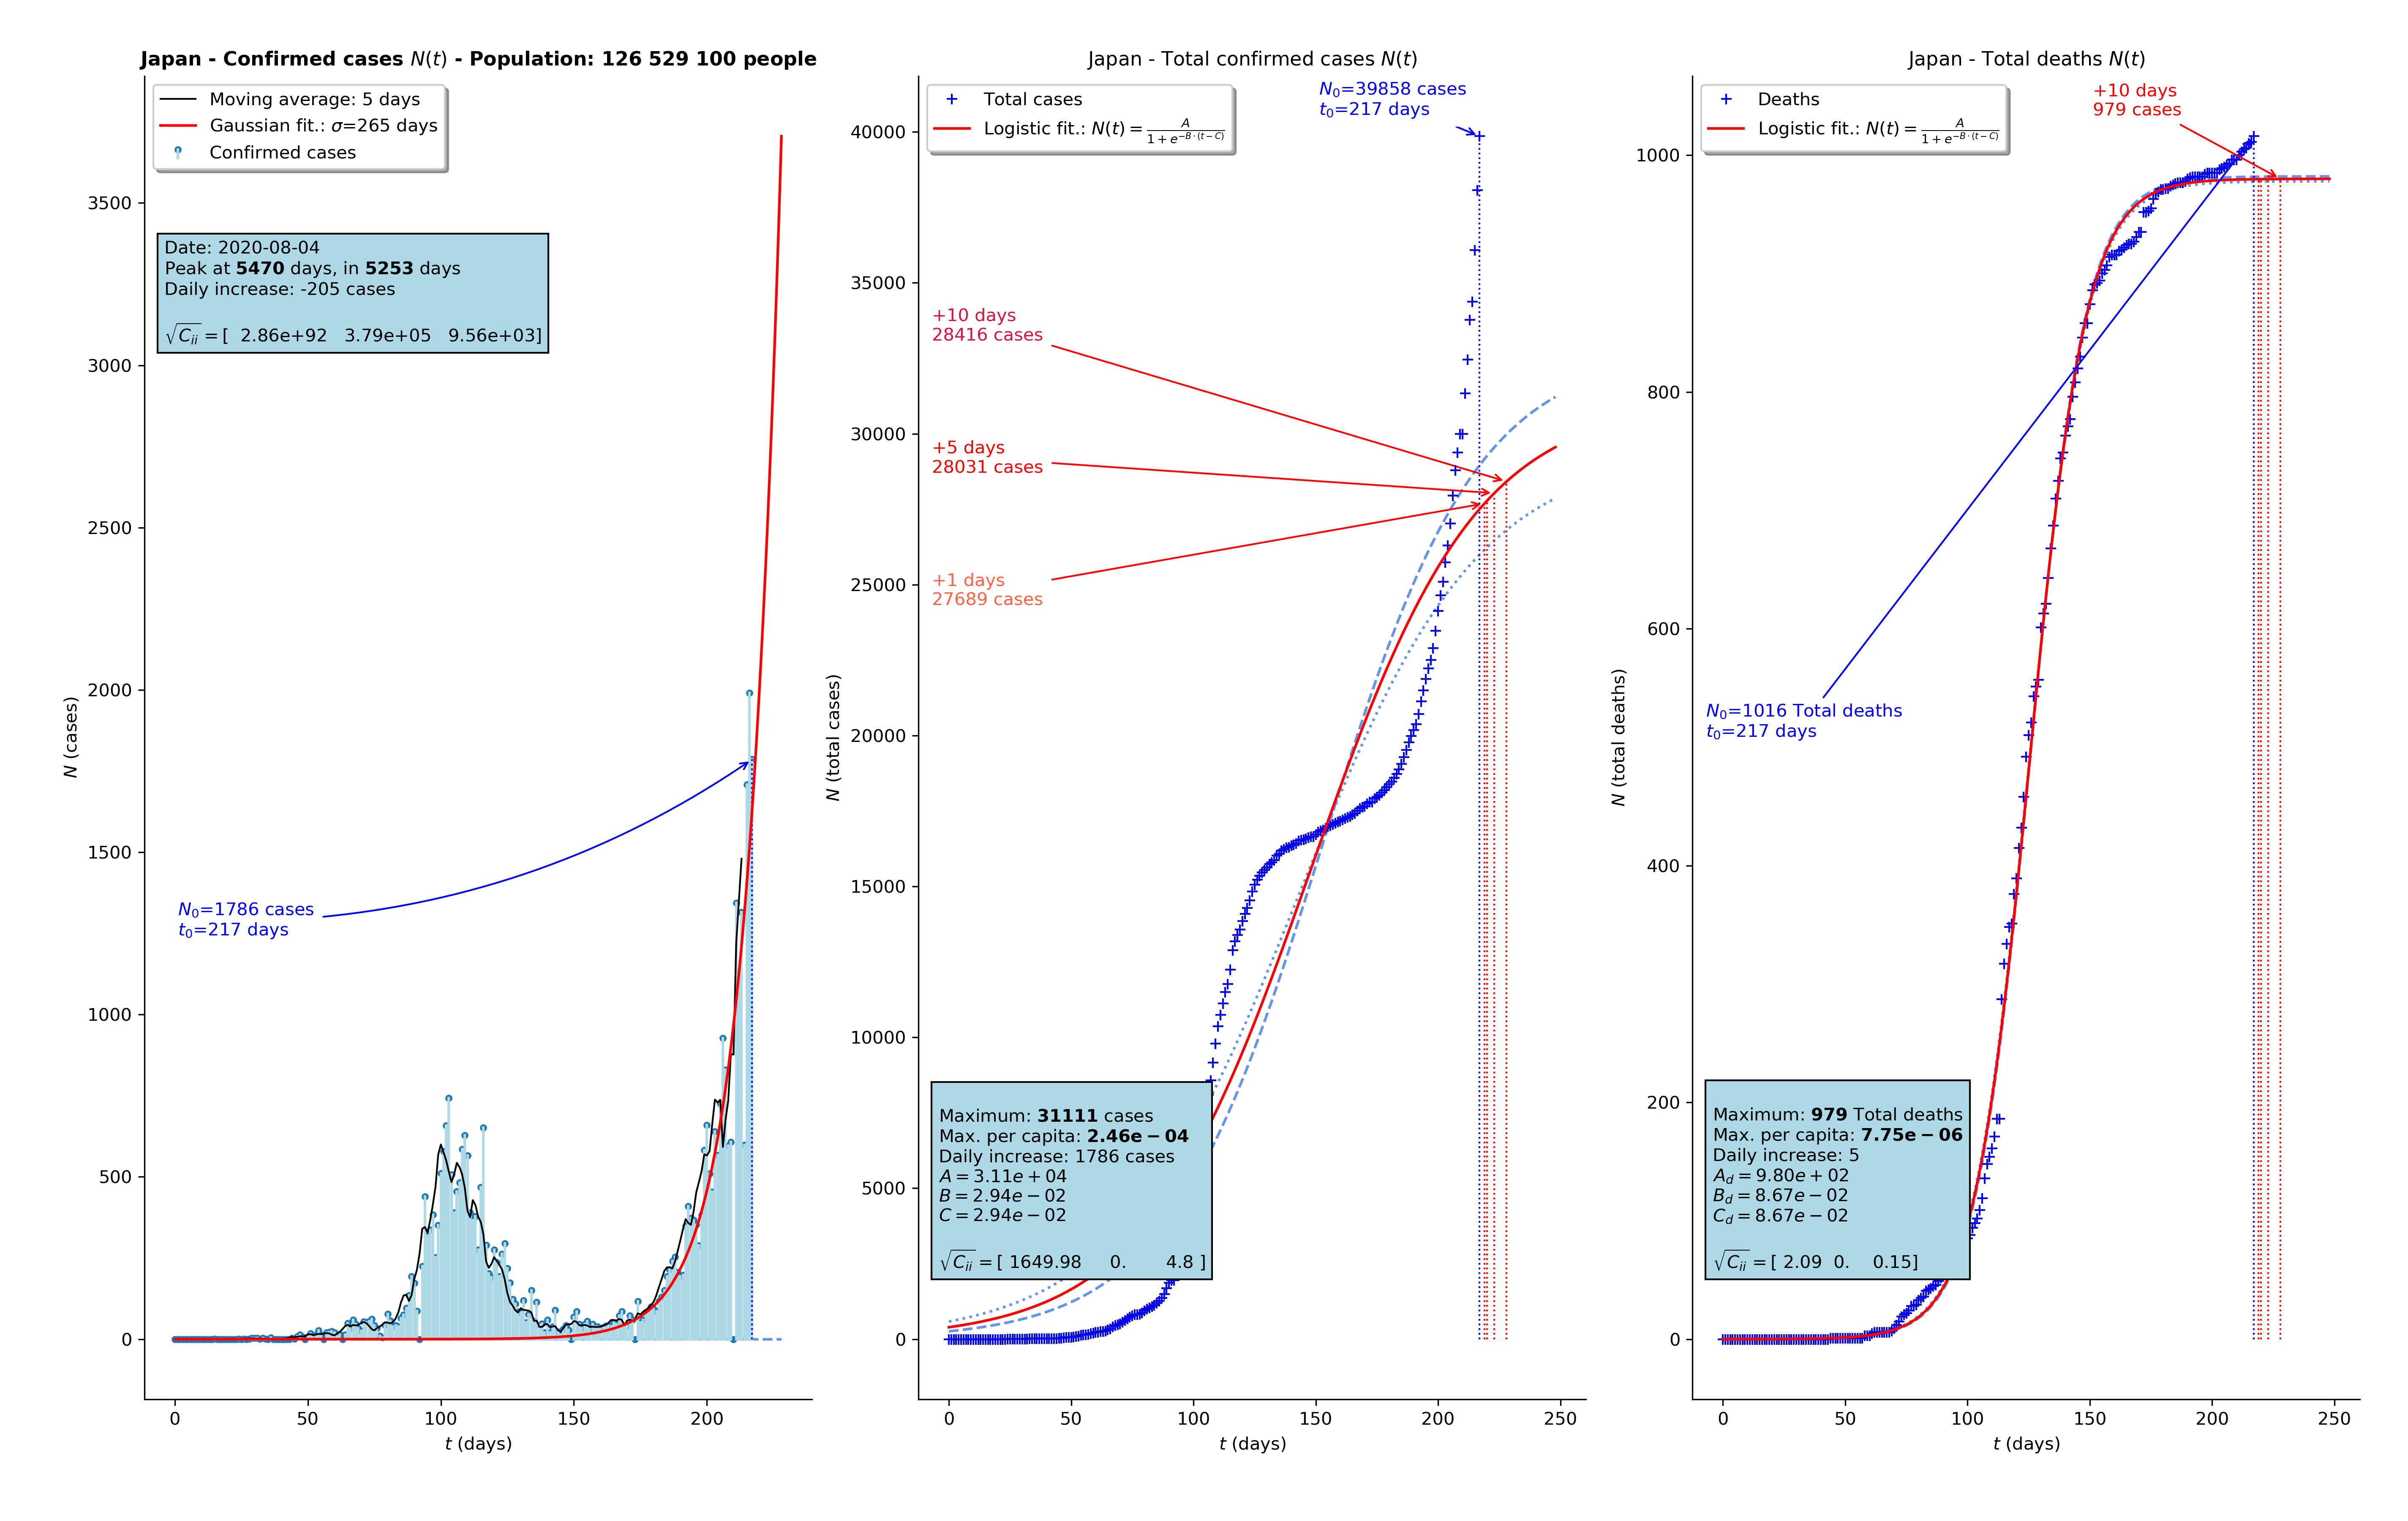 Japan - Confirmed cases N(t) - Population: 126 529 100 people
Moving average: 5 days
Gaussian fit.: σ=265 days
Confirmed cases
Date: 2020-08-04
Peak at 5470 days, in 5253 days
Daily increase: -205 cases
√C_ii = [ 2.86e+92 3.79e+05 9.56e+03]
N₀=1786 cases
t₀=217 days
3500
3000
2500
2000
1500
1000
500
0
N (cases)
0 50 100 150 200
t (days)
Japan - Total confirmed cases N(t)
Total cases
Logistic fit.: N(t) = A / (1 + e^(−B·(t−C)))
N₀=39858 cases
t₀=217 days
+10 days
28416 cases
+5 days
28031 cases
+1 days
27689 cases
Maximum: 31111 cases
Max. per capita: 2.46e − 04
Daily increase: 1786 cases
A = 3.11e + 04
B = 2.94e − 02
C = 2.94e − 02
√C_ii = [ 1649.98 0. 4.8 ]
40000
35000
30000
25000
20000
15000
10000
5000
0
N (total cases)
0 50 100 150 200 250
t (days)
Japan - Total deaths N(t)
Deaths
Logistic fit.: N(t) = A / (1 + e^(−B·(t−C)))
+10 days
979 cases
N₀=1016 Total deaths
t₀=217 days
Maximum: 979 Total deaths
Max. per capita: 7.75e − 06
Daily increase: 5
A_d = 9.80e + 02
B_d = 8.67e − 02
C_d = 8.67e − 02
√C_ii = [ 2.09 0. 0.15]
1000
800
600
400
200
0
N (total deaths)
0 50 100 150 200 250
t (days)